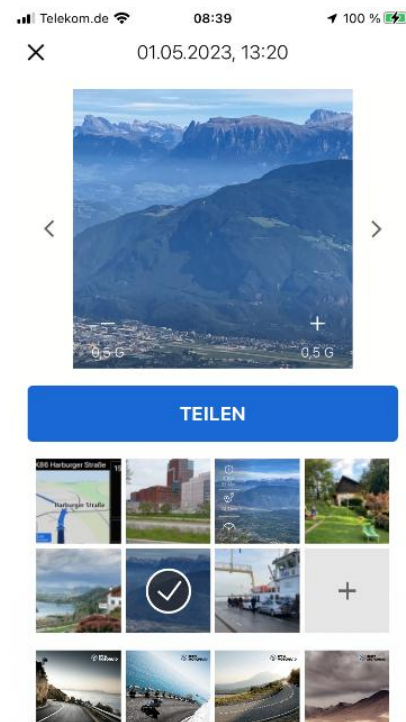 Telekom.de 08:39 100 %
01.05.2023, 13:20
— +
0,5 G 0,5 G
TEILEN
K86 Harburger Straße
Harburger Straße
+